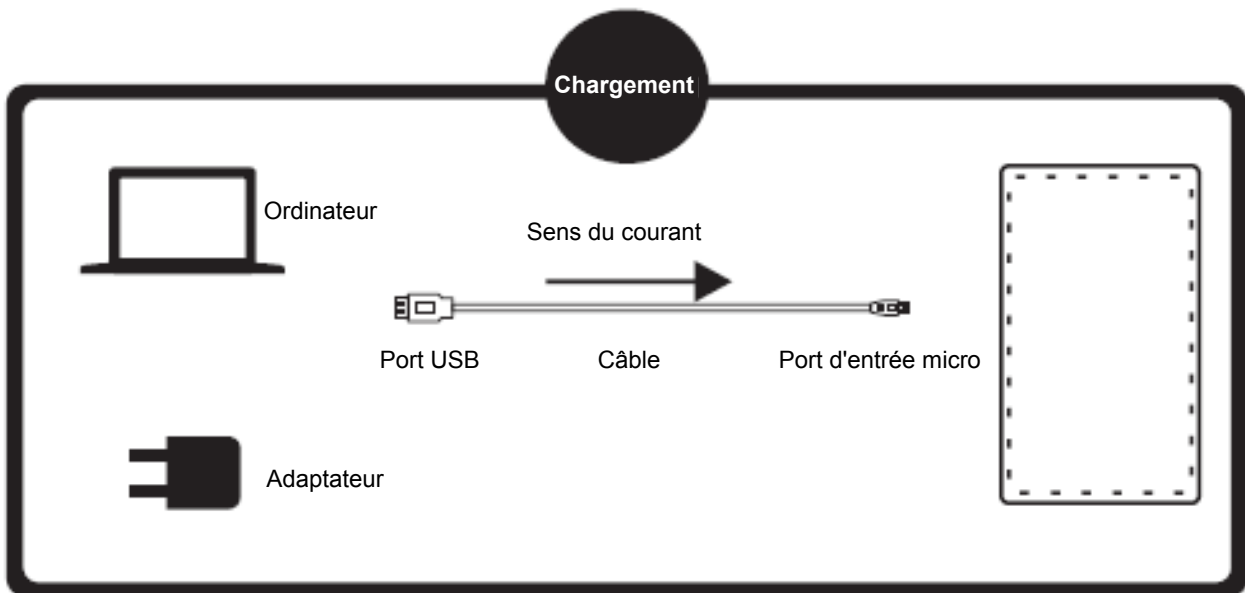 Chargement
Ordinateur
Sens du courant
Port USB
Câble
Port d'entrée micro
Adaptateur